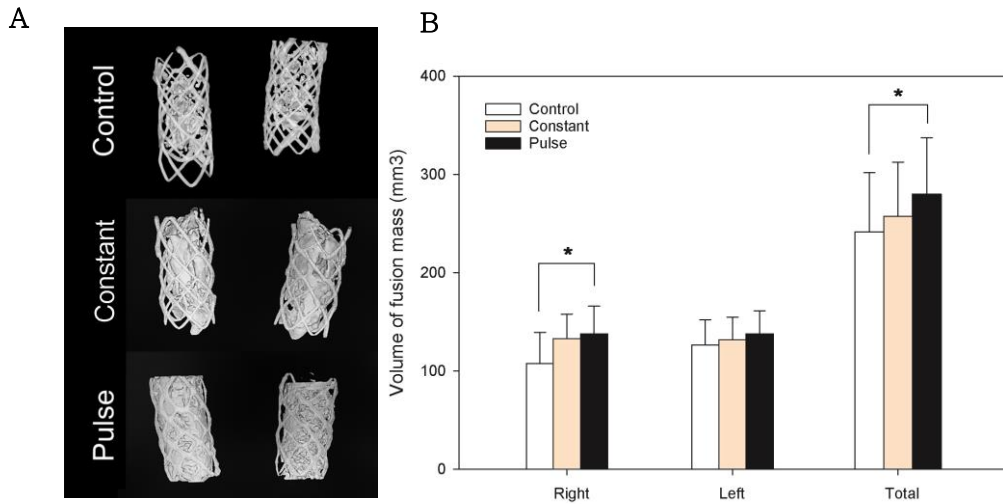 A
Control
Constant
Pulse
B
Volume of fusion mass (mm3)
400
300
200
100
0
Control
Constant
Pulse
*
*
Right
Left
Total